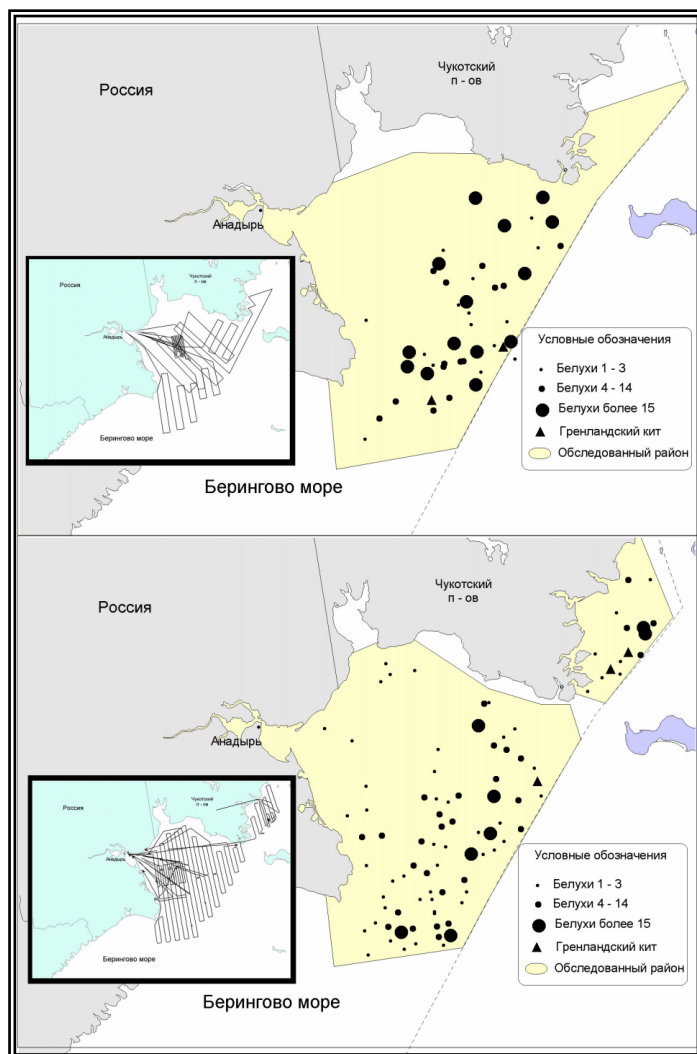 Чукотский
п - ов
Россия
Анадырь
Россия
Чукотский
п - ов
Анадырь
Берингово море
Условные обозначения
Белухи 1 - 3
Белухи 4 - 14
Белухи более 15
Гренландский кит
Обследованный район
Берингово море
Чукотский
п - ов
Россия
Анадырь
Россия
Чукотский
п - ов
Анадырь
Берингово море
Условные обозначения
Белухи 1 - 3
Белухи 4 - 14
Белухи более 15
Гренландский кит
Обследованный район
Берингово море